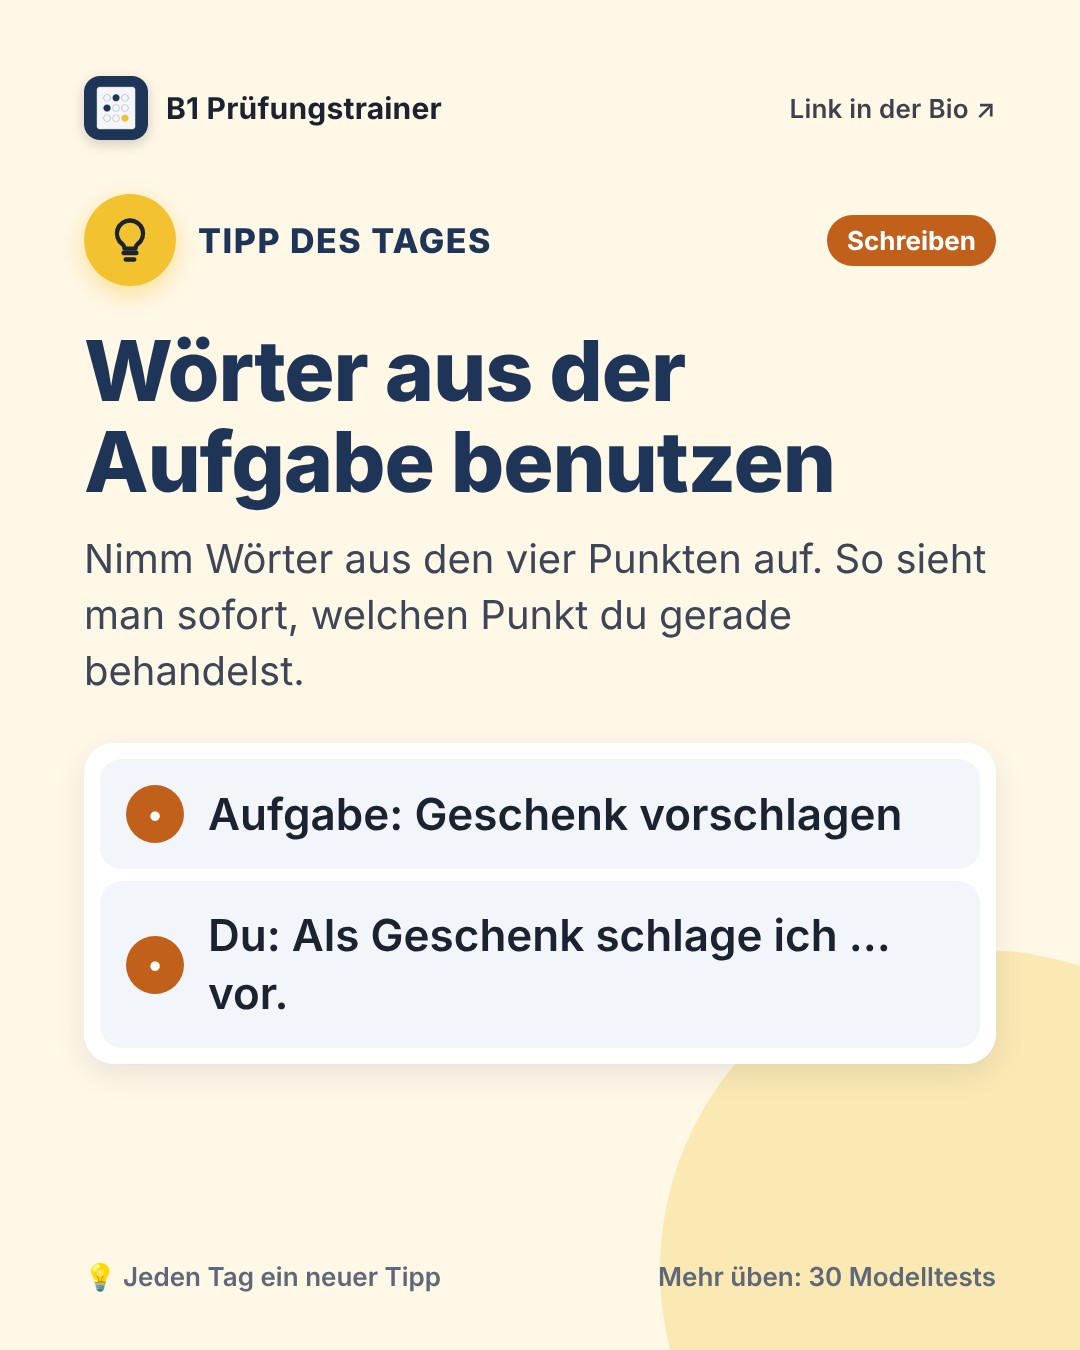 B1 Prüfungstrainer
Link in der Bio ↗
TIPP DES TAGES
Schreiben
Wörter aus der
Aufgabe benutzen
Nimm Wörter aus den vier Punkten auf. So sieht
man sofort, welchen Punkt du gerade
behandelst.
Aufgabe: Geschenk vorschlagen
Du: Als Geschenk schlage ich ...
vor.
💡 Jeden Tag ein neuer Tipp
Mehr üben: 30 Modelltests